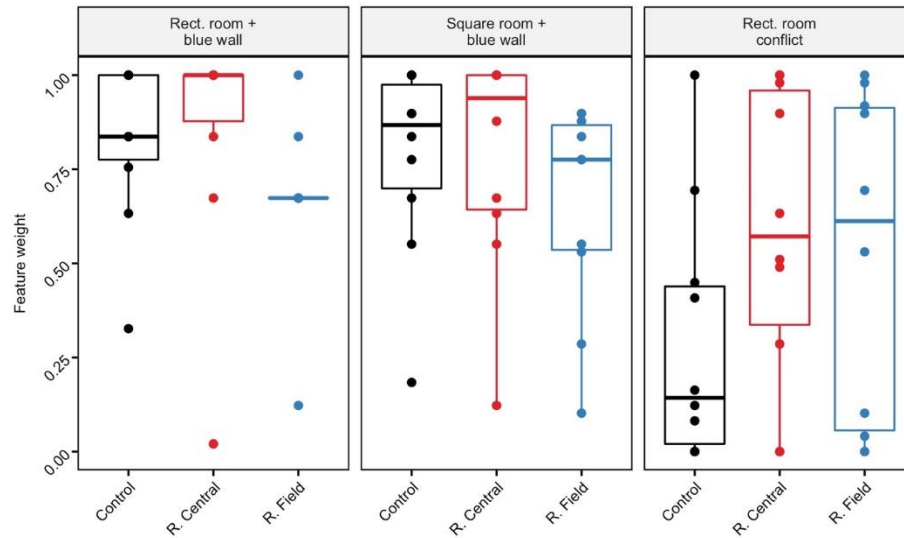 Rect. room +
blue wall
Square room +
blue wall
Rect. room
conflict
Feature weight
1.00
0.75
0.50
0.25
0.00
Control
R. Central
R. Field
Control
R. Central
R. Field
Control
R. Central
R. Field